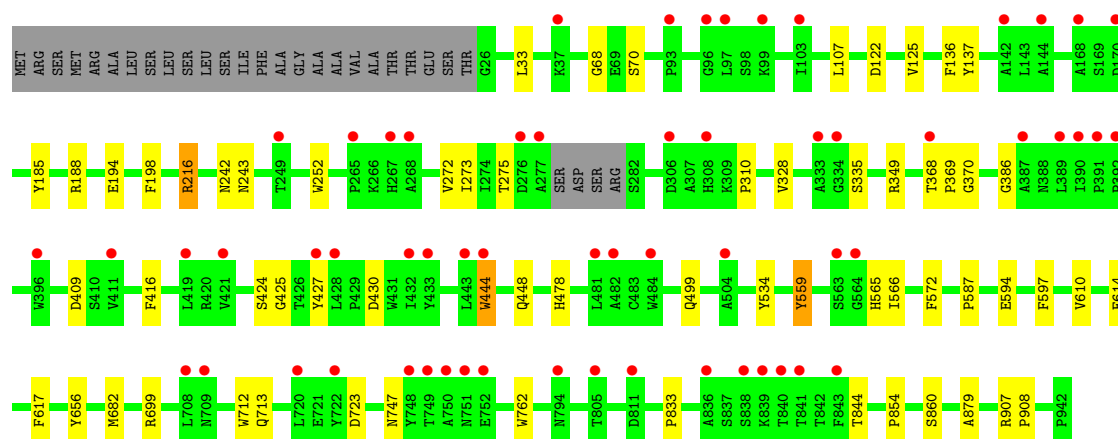 MET ARG SER MET ARG ALA LEU SER LEU SER LEU SER ILE PHE ALA GLY ALA ALA VAL ALA THR THR GLU SER THR G26 L33 K37 G68 E69 S70 P93 G96 L97 S98 K99 I103 L107 D122 V125 F136 Y137 A142 L143 A144 A168 S169 D170
Y185 R188 E194 F198 R216 N242 N243 T249 W252 P265 K266 H267 A268 V272 I273 I274 T275 D276 A277 SER ASP SER ARG S282 D306 A307 H308 K309 P310 V328 A333 G334 S335 R349 T368 P369 G370 G386 A387 N388 L389 I390 P391
W396 D409 S410 V411 F416 L419 R420 V421 S424 G425 T426 Y427 L428 P429 D430 W431 I432 Y433 L443 W444 Q448 H478 L481 A482 C483 W484 Q499 A504 Y534 Y559 S563 G564 H565 I566 F572 P587 E594 F597 V610
F617 Y656 M682 R699 L708 N709 W712 Q713 L720 E721 Y722 D723 N747 Y748 T749 A750 N751 E752 W762 N794 T805 D811 P833 A836 S837 S838 K839 T840 T841 T842 F843 T844 P854 S860 A879 R907 P908 P942